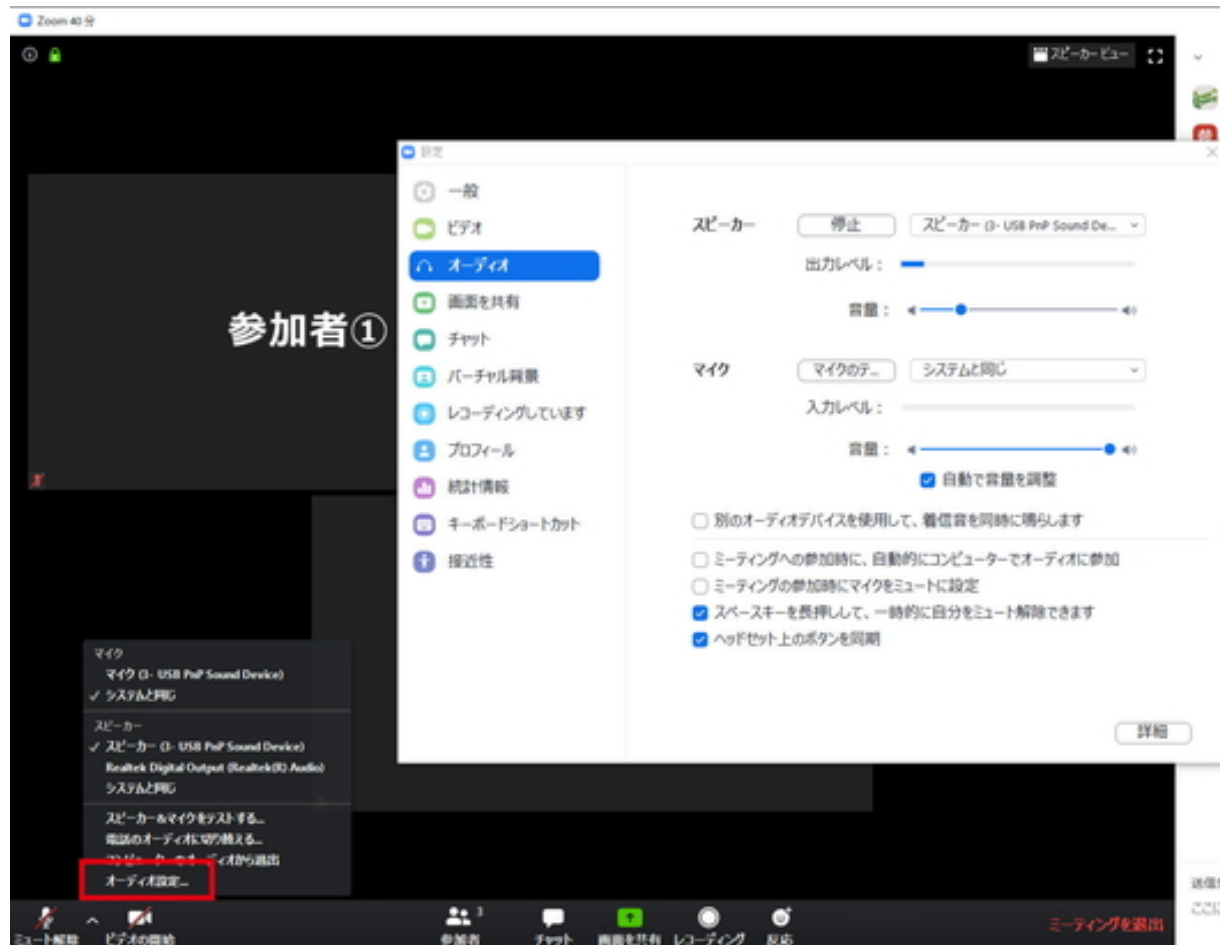 Zoom 40 分
スピーカービュー
設定
一般
ビデオ
オーディオ
画面を共有
チャット
バーチャル背景
レコーディングしています
プロフィール
統計情報
キーボードショートカット
接近性
スピーカー 停止 スピーカー (3- USB PnP Sound De...
出力レベル：
音量：
マイク マイクのテ... システムと同じ
入力レベル：
音量：
自動で音量を調整
別のオーディオデバイスを使用して、着信音を同時に鳴らします
ミーティングへの参加時に、自動的にコンピューターでオーディオに参加
ミーティングの参加時にマイクをミュートに設定
スペースキーを長押しして、一時的に自分をミュート解除できます
ヘッドセット上のボタンを同期
詳細
参加者①
マイク
マイク (3- USB PnP Sound Device)
システムと同じ
スピーカー
スピーカー (3- USB PnP Sound Device)
Realtek Digital Output (Realtek(R) Audio)
システムと同じ
スピーカー&マイクをテストする...
電話のオーディオに切り替える...
コンピューターのオーディオから退出
オーディオ設定...
ミュート解除 ビデオの開始 参加者 3 チャット 画面を共有 レコーディング 反応 ミーティングを退出